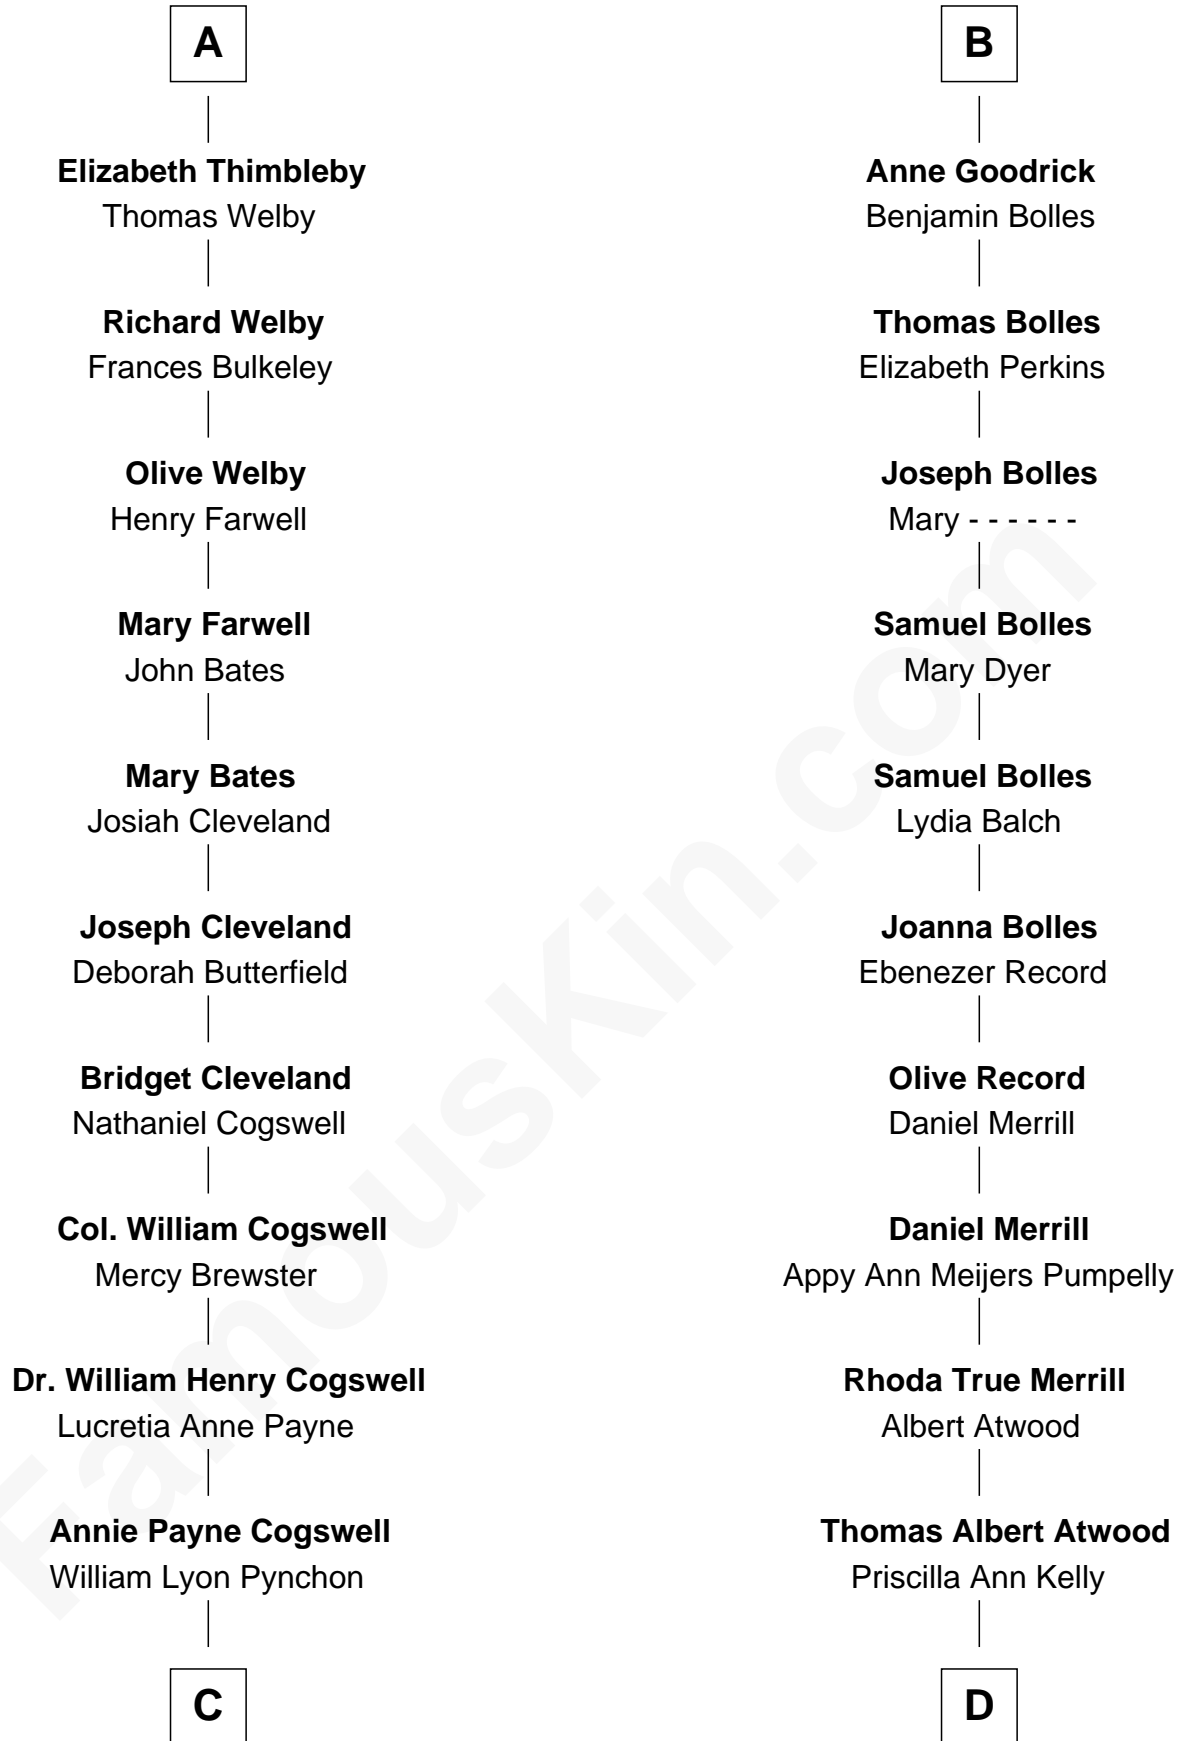 A
Elizabeth Thimbleby
Thomas Welby
Richard Welby
Frances Bulkeley
Olive Welby
Henry Farwell
Mary Farwell
John Bates
Mary Bates
Josiah Cleveland
Joseph Cleveland
Deborah Butterfield
Bridget Cleveland
Nathaniel Cogswell
Col. William Cogswell
Mercy Brewster
Dr. William Henry Cogswell
Lucretia Anne Payne
Annie Payne Cogswell
William Lyon Pynchon
C
B
Anne Goodrick
Benjamin Bolles
Thomas Bolles
Elizabeth Perkins
Joseph Bolles
Mary - - - - - -
Samuel Bolles
Mary Dyer
Samuel Bolles
Lydia Balch
Joanna Bolles
Ebenezer Record
Olive Record
Daniel Merrill
Daniel Merrill
Appy Ann Meijers Pumpelly
Rhoda True Merrill
Albert Atwood
Thomas Albert Atwood
Priscilla Ann Kelly
D
FamousKin.com